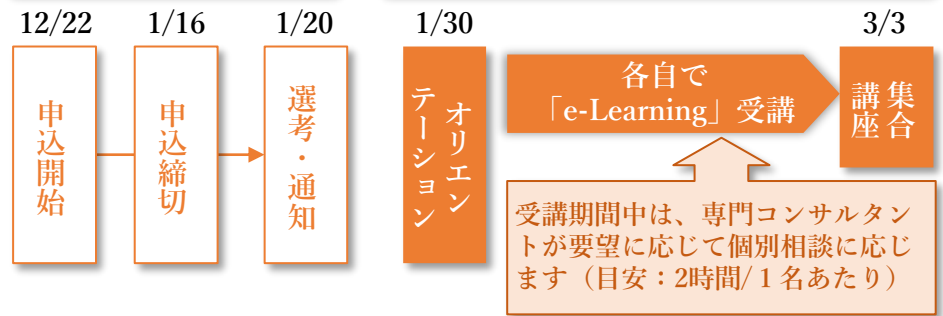 12/22
1/16
1/20
1/30
3/3
申込開始
申込締切
選考・通知
オリエン
テーション
各自で
「e-Learning」受講
集合
講座
受講期間中は、専門コンサルタン
トが要望に応じて個別相談に応じ
ます（目安：2時間/１名あたり）